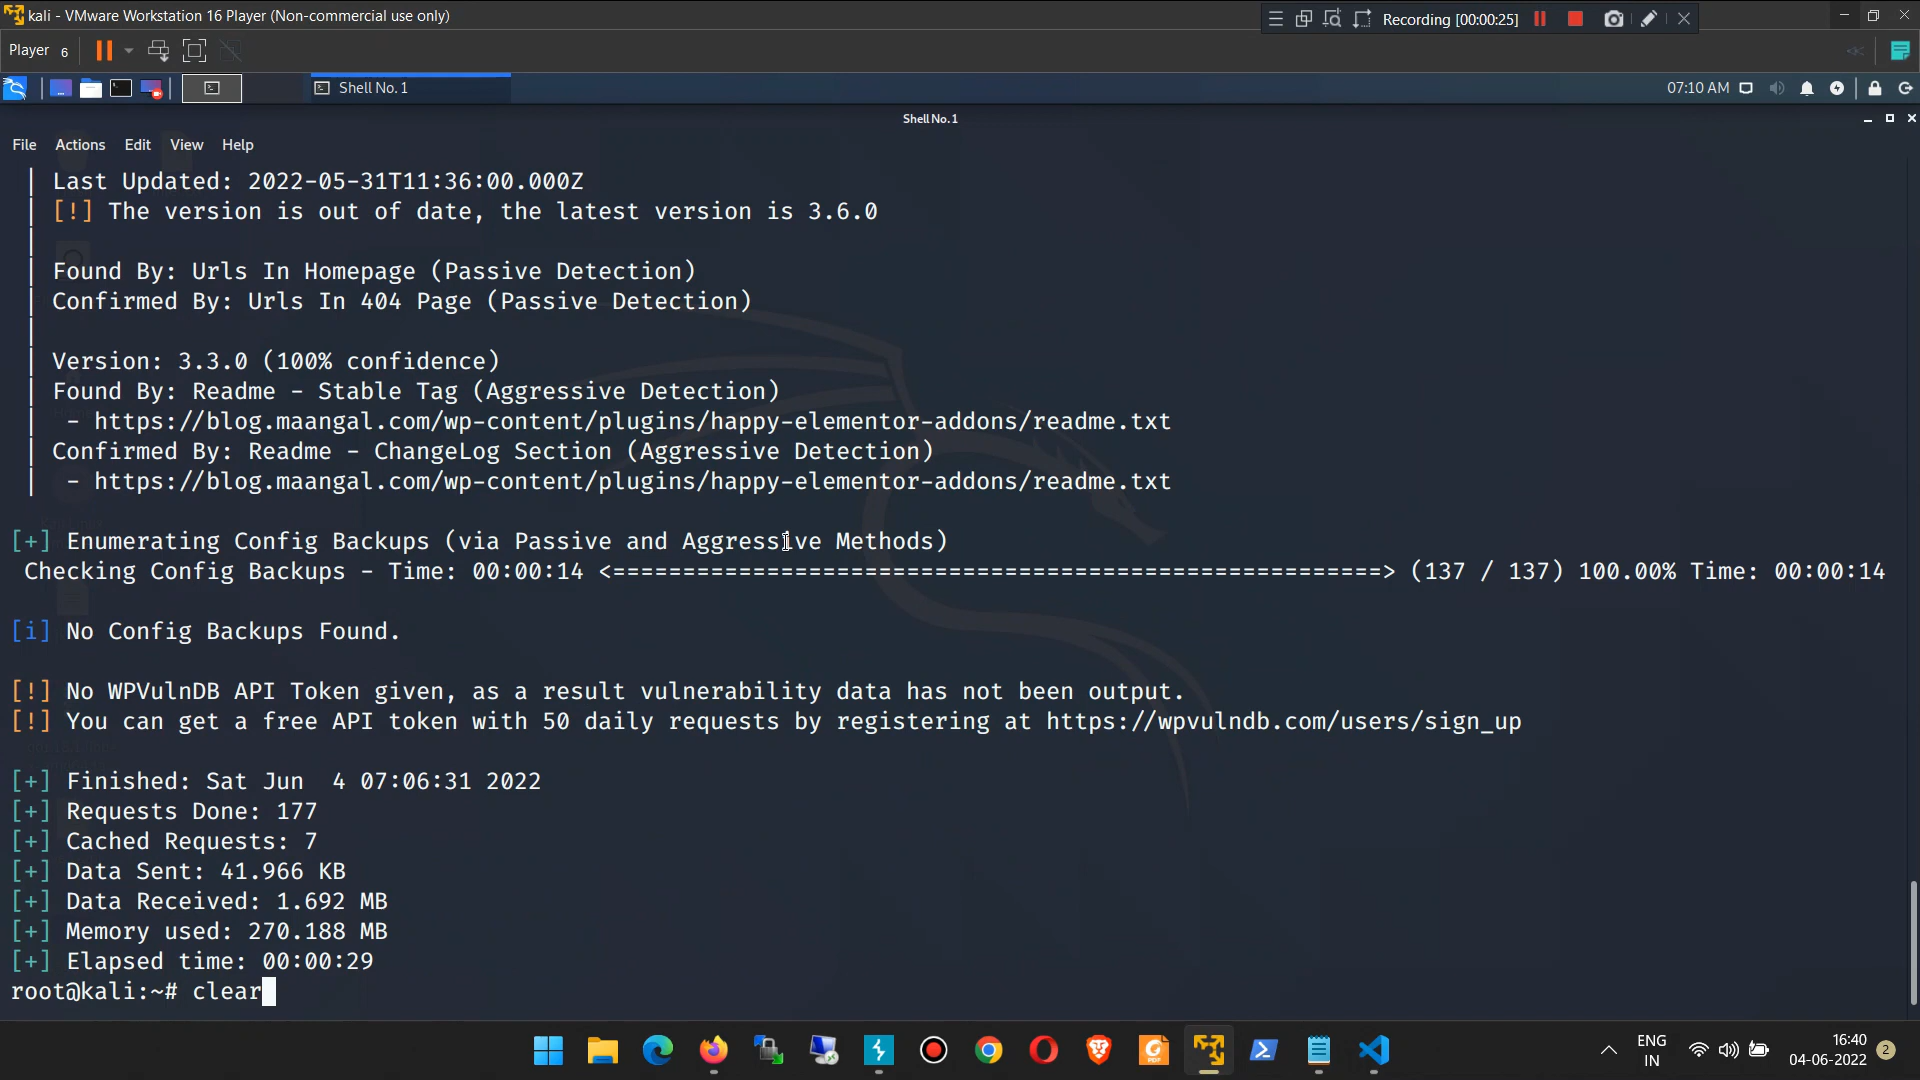 kali - VMware Workstation 16 Player (Non-commercial use only)
Recording [00:00:25]
Player 6
Shell No. 1
07:10 AM
Shell No. 1
File Actions Edit View Help
| Last Updated: 2022-05-31T11:36:00.000Z
| [!] The version is out of date, the latest version is 3.6.0
|
| Found By: Urls In Homepage (Passive Detection)
| Confirmed By: Urls In 404 Page (Passive Detection)
|
| Version: 3.3.0 (100% confidence)
| Found By: Readme - Stable Tag (Aggressive Detection)
|  - https://blog.maangal.com/wp-content/plugins/happy-elementor-addons/readme.txt
| Confirmed By: Readme - ChangeLog Section (Aggressive Detection)
|  - https://blog.maangal.com/wp-content/plugins/happy-elementor-addons/readme.txt
[+] Enumerating Config Backups (via Passive and Aggressive Methods)
Checking Config Backups - Time: 00:00:14 <========================================================> (137 / 137) 100.00% Time: 00:00:14
[i] No Config Backups Found.
[!] No WPVulnDB API Token given, as a result vulnerability data has not been output.
[!] You can get a free API token with 50 daily requests by registering at https://wpvulndb.com/users/sign_up
[+] Finished: Sat Jun  4 07:06:31 2022
[+] Requests Done: 177
[+] Cached Requests: 7
[+] Data Sent: 41.966 KB
[+] Data Received: 1.692 MB
[+] Memory used: 270.188 MB
[+] Elapsed time: 00:00:29
root@kali:~# clear
ENG
IN
16:40
04-06-2022
2